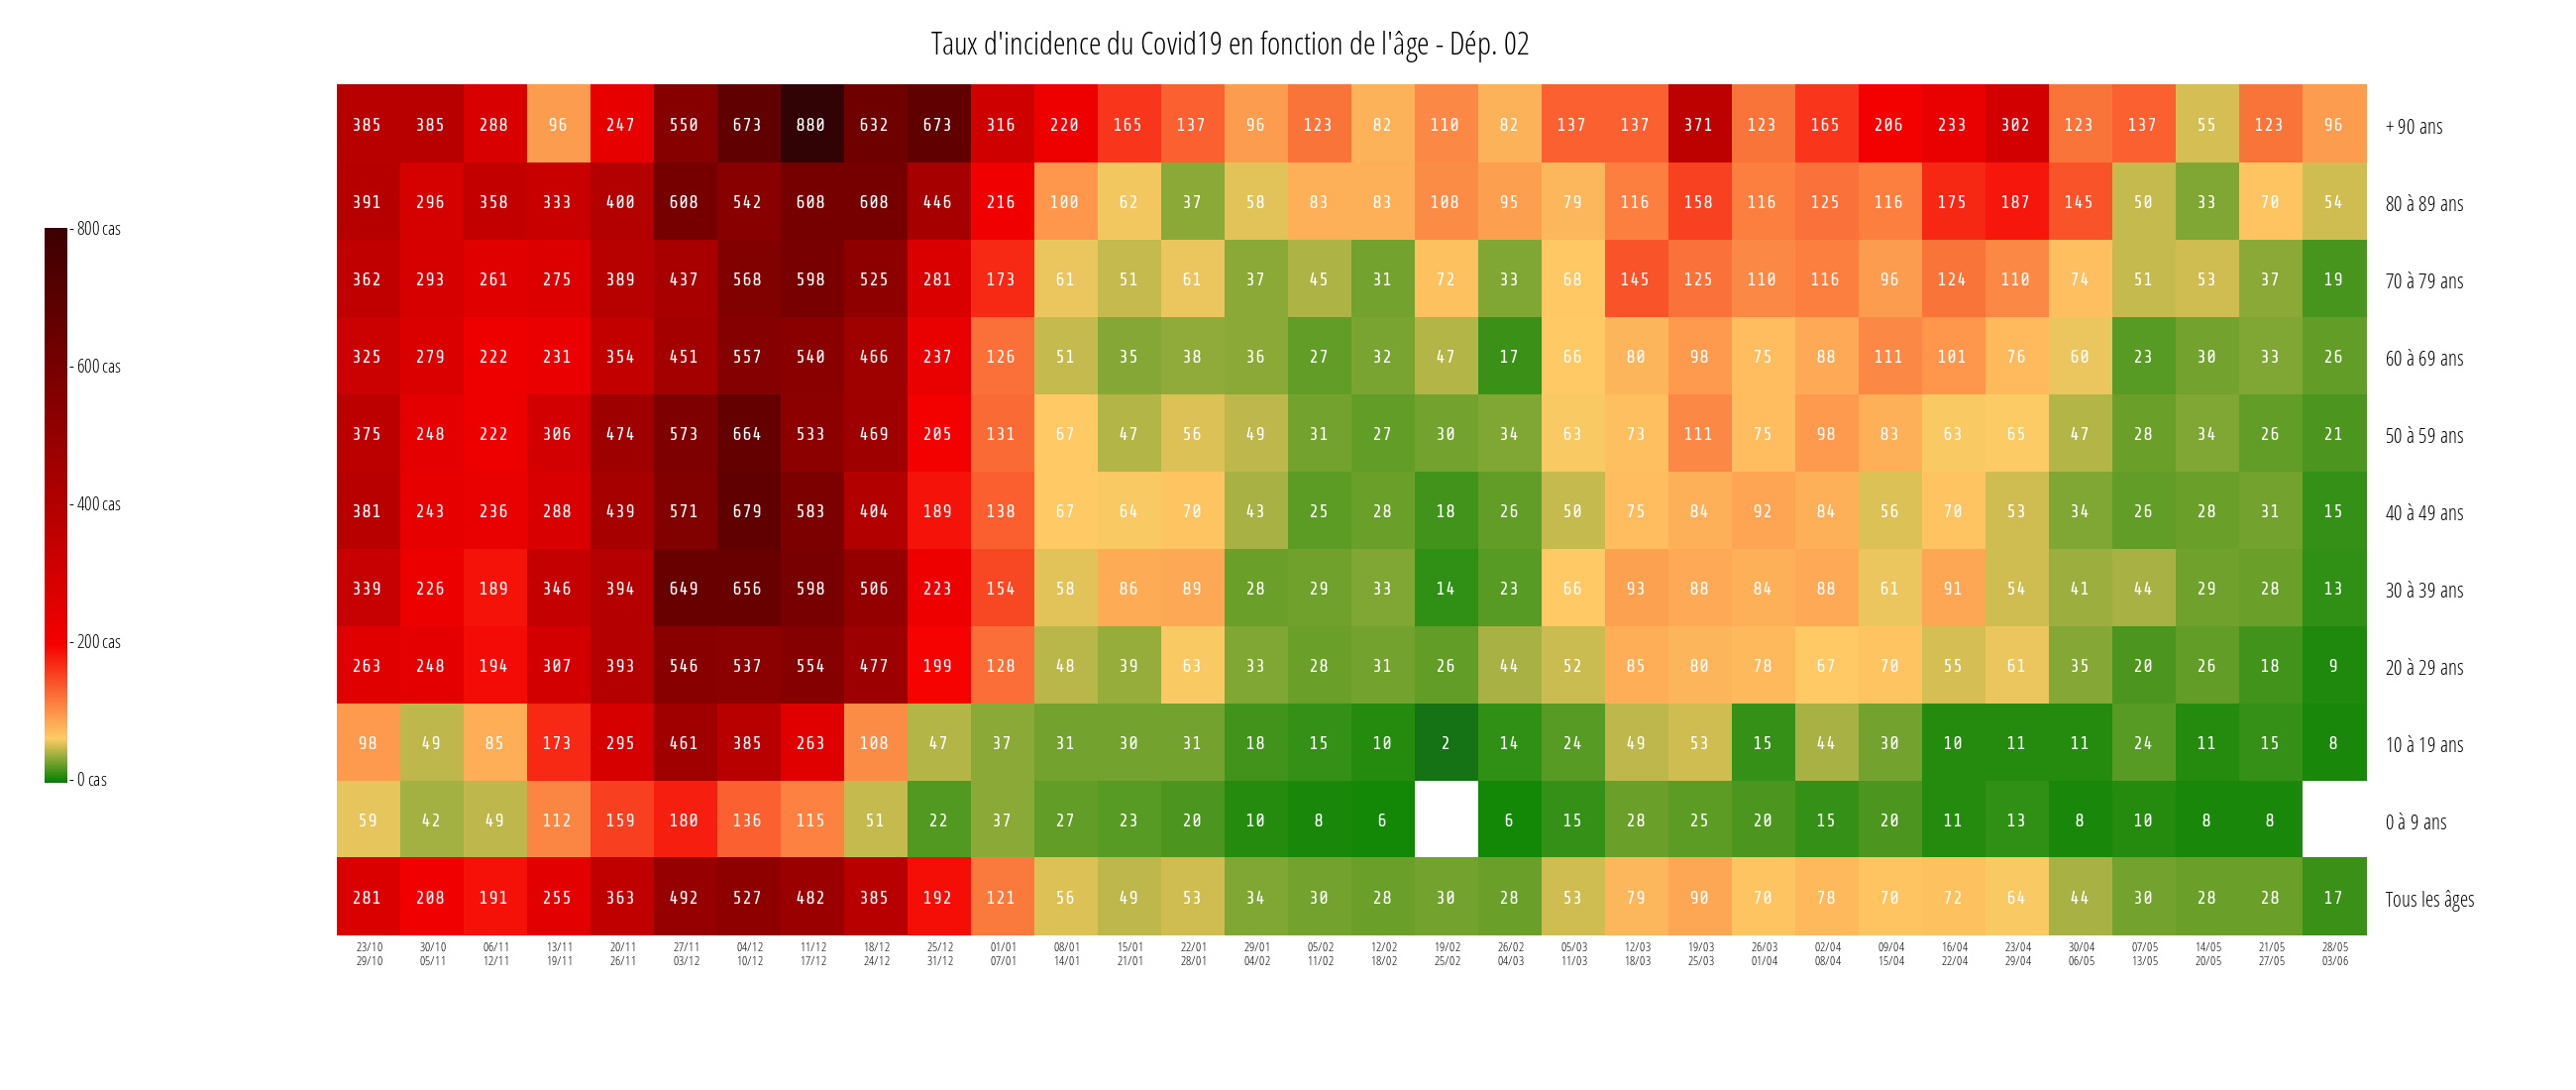 Taux d'incidence du Covid19 en fonction de l'âge - Dép. 02
- 800 cas
- 600 cas
- 400 cas
- 200 cas
- 0 cas
385 385 288 96 247 550 673 880 632 673 316 220 165 137 96 123 82 110 82 137 137 371 123 165 206 233 302 123 137 55 123 96 + 90 ans
391 296 358 333 400 608 542 608 608 446 216 100 62 37 58 83 83 108 95 79 116 158 116 125 116 175 187 145 50 33 70 54 80 à 89 ans
362 293 261 275 389 437 568 598 525 281 173 61 51 61 37 45 31 72 33 68 145 125 110 116 96 124 110 74 51 53 37 19 70 à 79 ans
325 279 222 231 354 451 557 540 466 237 126 51 35 38 36 27 32 47 17 66 80 98 75 88 111 101 76 60 23 30 33 26 60 à 69 ans
375 248 222 306 474 573 664 533 469 205 131 67 47 56 49 31 27 30 34 63 73 111 75 98 83 63 65 47 28 34 26 21 50 à 59 ans
381 243 236 288 439 571 679 583 404 189 138 67 64 70 43 25 28 18 26 50 75 84 92 84 56 70 53 34 26 28 31 15 40 à 49 ans
339 226 189 346 394 649 656 598 506 223 154 58 86 89 28 29 33 14 23 66 93 88 84 88 61 91 54 41 44 29 28 13 30 à 39 ans
263 248 194 307 393 546 537 554 477 199 128 48 39 63 33 28 31 26 44 52 85 80 78 67 70 55 61 35 20 26 18 9 20 à 29 ans
98 49 85 173 295 461 385 263 108 47 37 31 30 31 18 15 10 2 14 24 49 53 15 44 30 10 11 11 24 11 15 8 10 à 19 ans
59 42 49 112 159 180 136 115 51 22 37 27 23 20 10 8 6 6 15 28 25 20 15 20 11 13 8 10 8 8 0 à 9 ans
281 208 191 255 363 492 527 482 385 192 121 56 49 53 34 30 28 30 28 53 79 90 70 78 70 72 64 44 30 28 28 17 Tous les âges
23/10 30/10 06/11 13/11 20/11 27/11 04/12 11/12 18/12 25/12 01/01 08/01 15/01 22/01 29/01 05/02 12/02 19/02 26/02 05/03 12/03 19/03 26/03 02/04 09/04 16/04 23/04 30/04 07/05 14/05 21/05 28/05
29/10 05/11 12/11 19/11 26/11 03/12 10/12 17/12 24/12 31/12 07/01 14/01 21/01 28/01 04/02 11/02 18/02 25/02 04/03 11/03 18/03 25/03 01/04 08/04 15/04 22/04 29/04 06/05 13/05 20/05 27/05 03/06